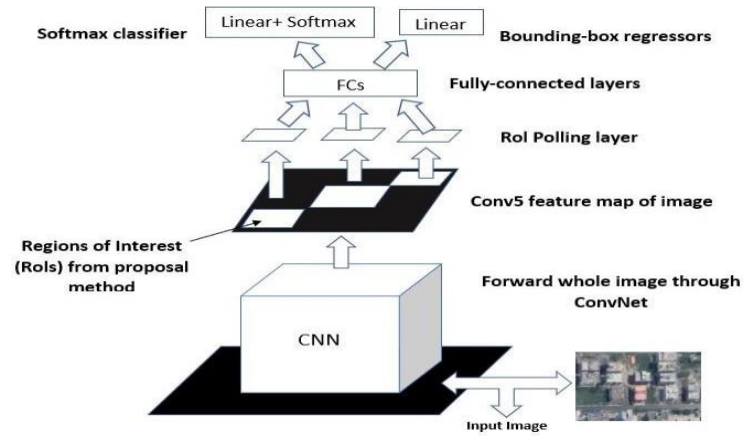 Softmax classifier
Linear+ Softmax
Linear
Bounding-box regressors
FCs
Fully-connected layers
RoI Polling layer
Conv5 feature map of image
Regions of Interest
(RoIs) from proposal
method
Forward whole image through
ConvNet
CNN
Input Image